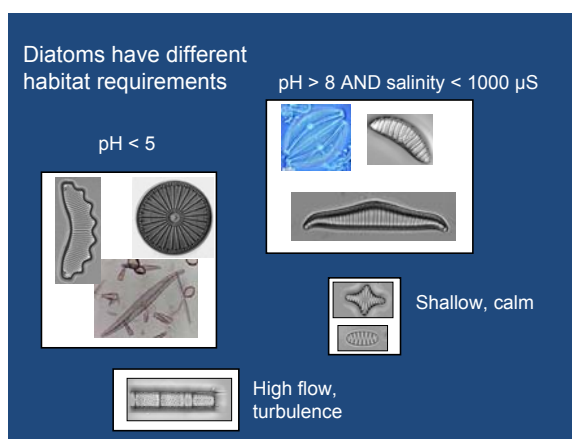 Diatoms have different
habitat requirements
pH > 8 AND salinity < 1000 µS
pH < 5
Shallow, calm
High flow,
turbulence